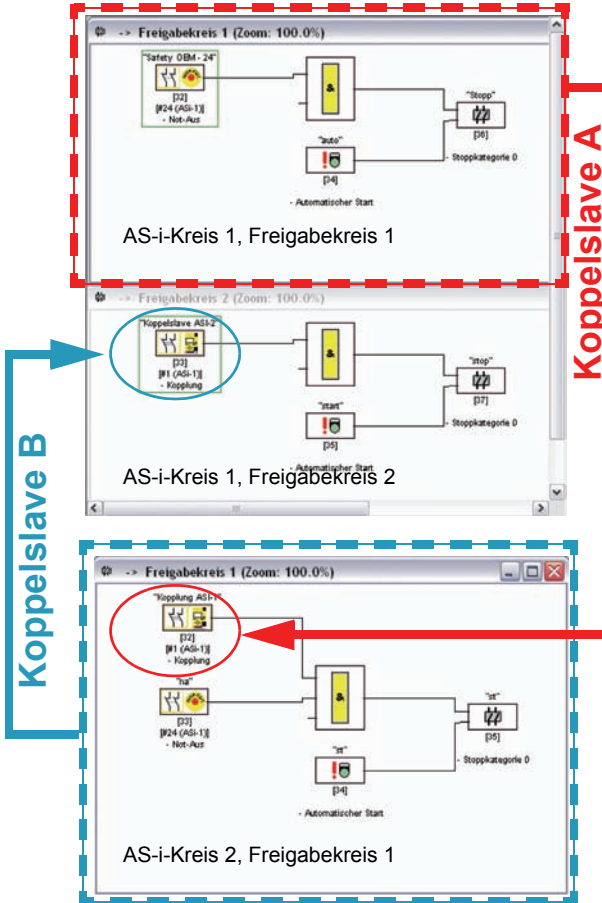 -> Freigabekreis 1 (Zoom: 100.0%)
"Safety OEM - 24"
[32]
[#24 (ASi-1)]
- Not-Aus
&
"Stopp"
[36]
- Stoppkategorie 0
"auto"
[34]
- Automatischer Start
AS-i-Kreis 1, Freigabekreis 1
Koppelslave A
-> Freigabekreis 2 (Zoom: 100.0%)
"Koppelslave ASI-2"
[33]
[#1 (ASi-1)]
- Kopplung
&
"stop"
[37]
- Stoppkategorie 0
"start"
[35]
- Automatischer Start
AS-i-Kreis 1, Freigabekreis 2
Koppelslave B
-> Freigabekreis 1 (Zoom: 100.0%)
"Kopplung ASI-1"
[32]
[#1 (ASi-1)]
- Kopplung
"na"
[33]
[#24 (ASi-1)]
- Not-Aus
&
"st"
[35]
- Stoppkategorie 0
"st"
[34]
- Automatischer Start
AS-i-Kreis 2, Freigabekreis 1